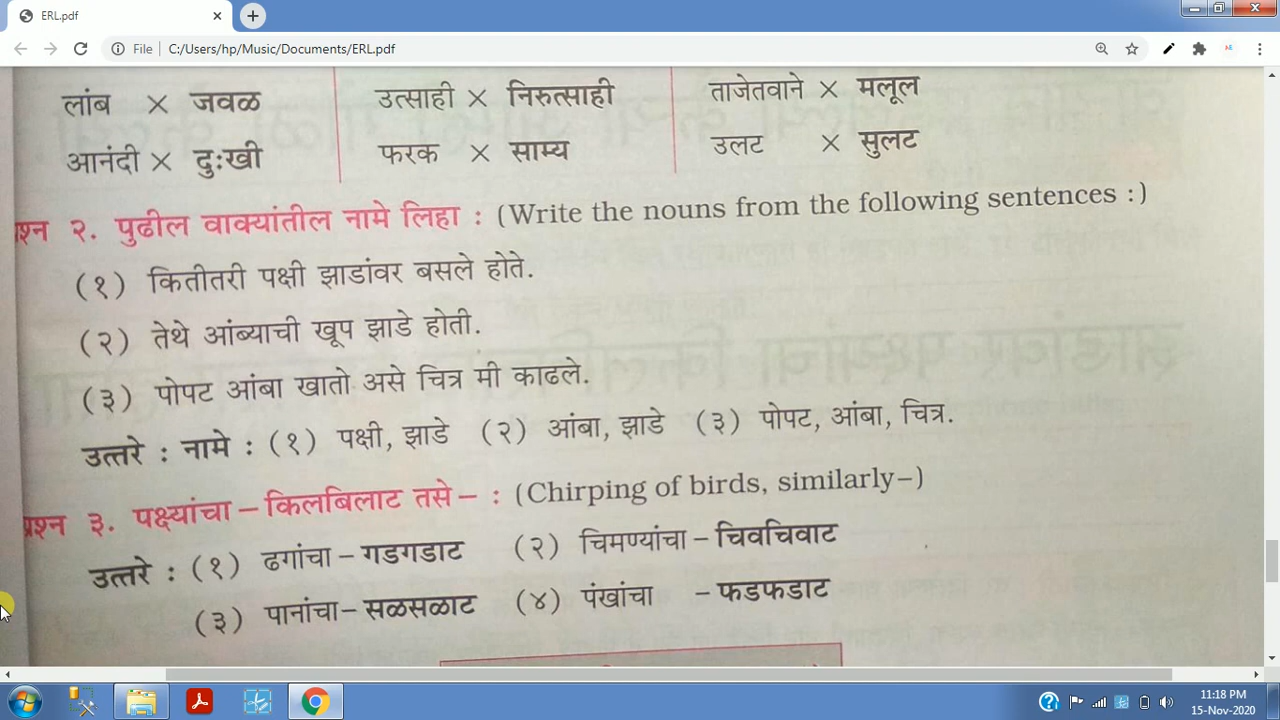 ERL.pdf
File | C:/Users/hp/Music/Documents/ERL.pdf
लांब × जवळ उत्साही × निरुत्साही ताजेतवाने × मलूल
आनंदी × दुःखी फरक × साम्य उलट × सुलट
प्रश्न २. पुढील वाक्यांतील नामे लिहा : (Write the nouns from the following sentences :)
(१) कितीतरी पक्षी झाडांवर बसले होते.
(२) तेथे आंब्याची खूप झाडे होती.
(३) पोपट आंबा खातो असे चित्र मी काढले.
उत्तरे : नामे : (१) पक्षी, झाडे (२) आंबा, झाडे (३) पोपट, आंबा, चित्र.
प्रश्न ३. पक्ष्यांचा – किलबिलाट तसे – : (Chirping of birds, similarly–)
उत्तरे : (१) ढगांचा – गडगडाट (२) चिमण्यांचा – चिवचिवाट
(३) पानांचा – सळसळाट (४) पंखांचा – फडफडाट
11:18 PM
15-Nov-2020